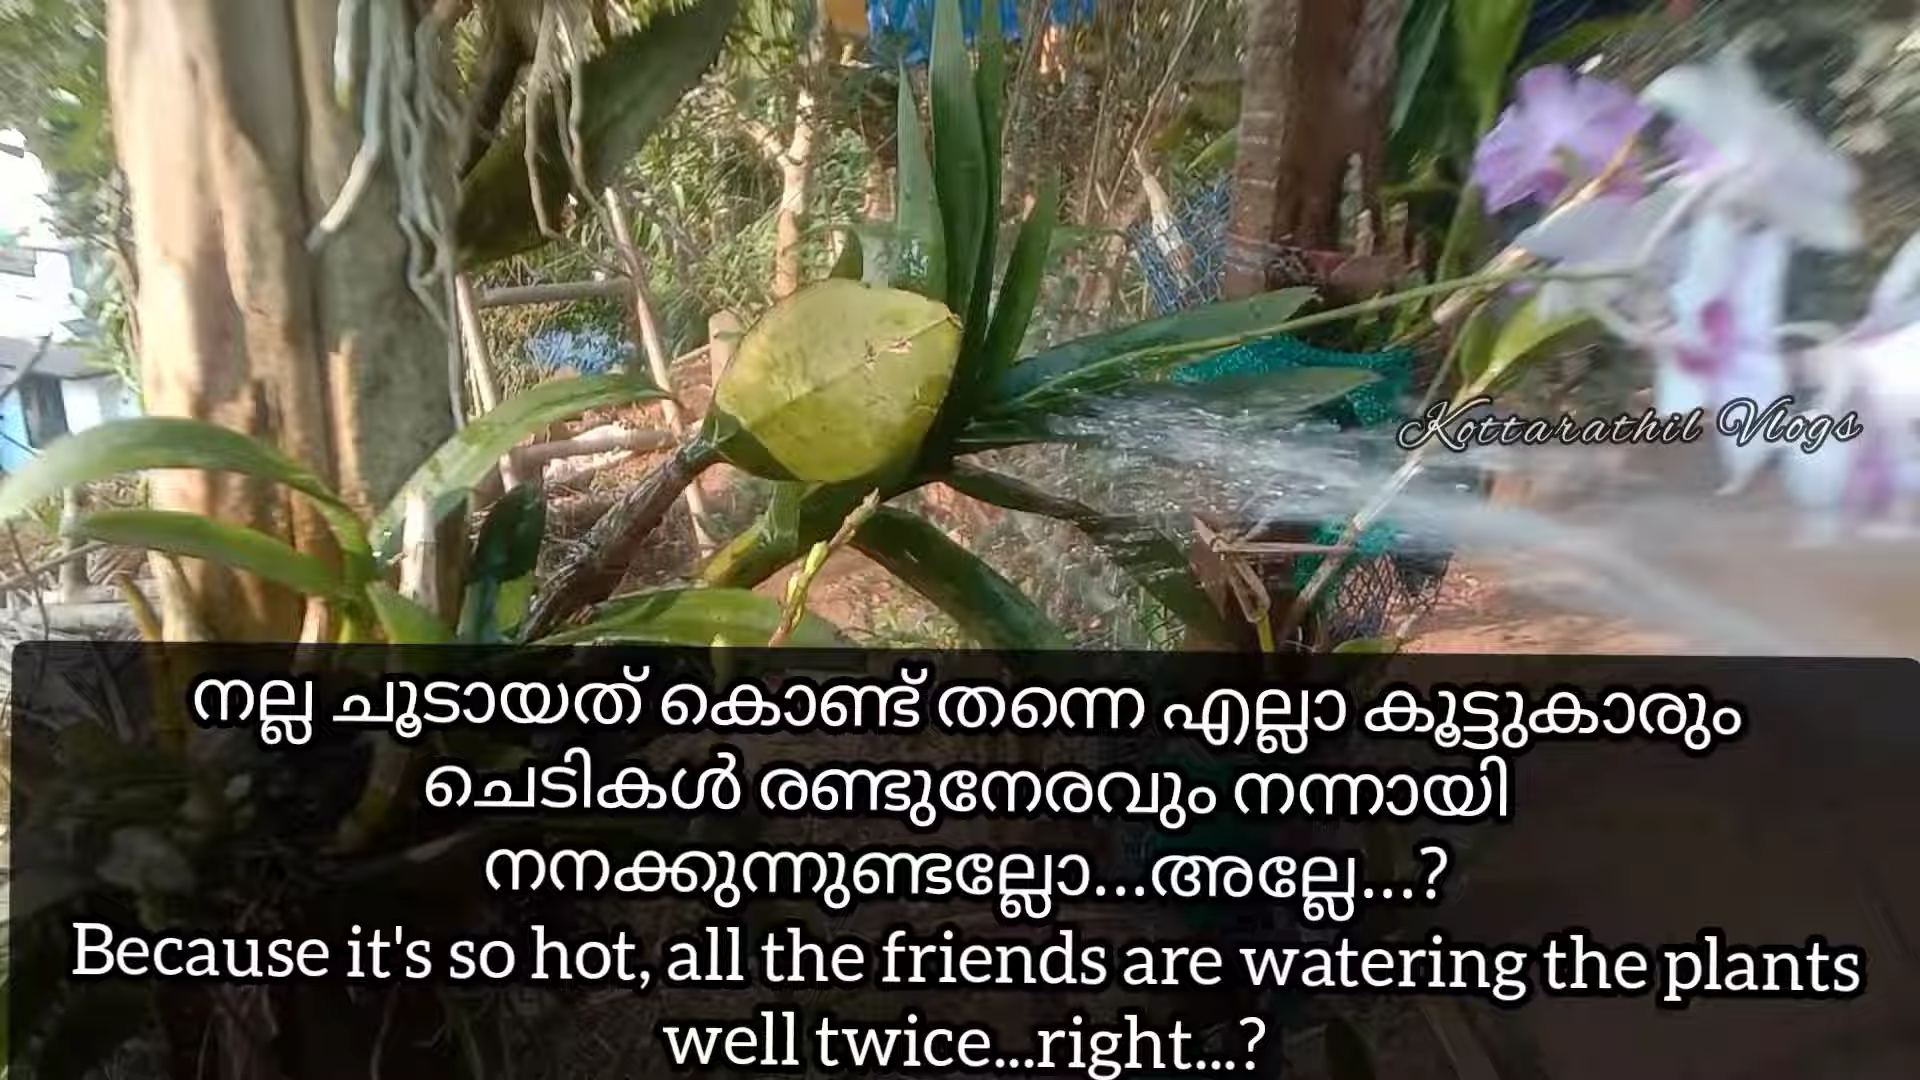 Kottarathil Vlogs
നല്ല ചൂടായത് കൊണ്ട് തന്നെ എല്ലാ കൂട്ടുകാരും
ചെടികൾ രണ്ടുനേരവും നന്നായി
നനക്കുന്നുണ്ടല്ലോ...അല്ലേ...?
Because it's so hot, all the friends are watering the plants
well twice...right...?